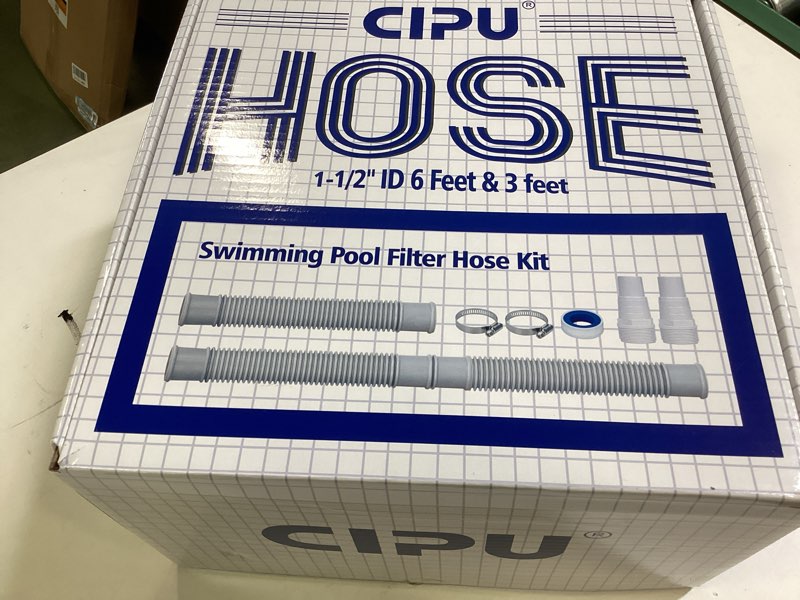 CIPU®
HOSE
1-1/2" ID 6 Feet & 3 feet
Swimming Pool Filter Hose Kit
CIPU®